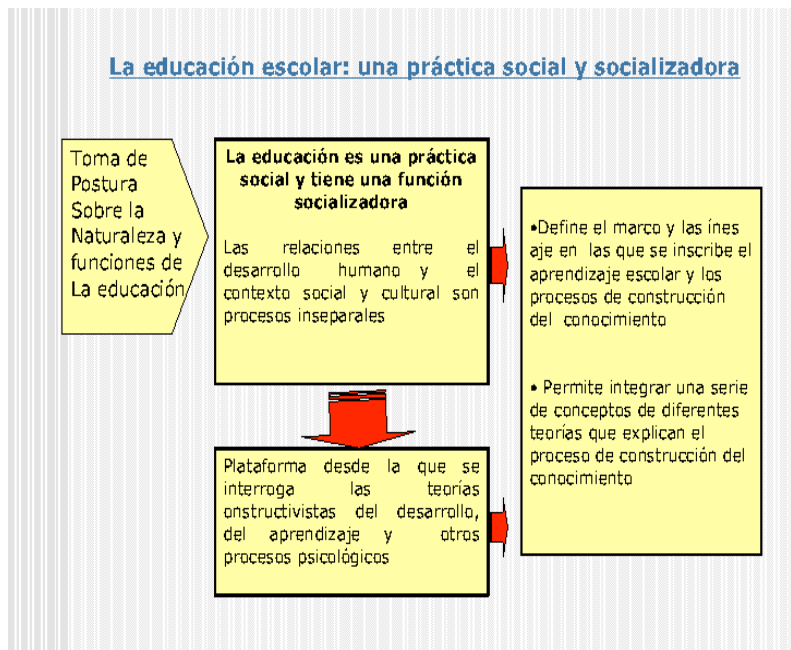 La educación escolar: una práctica social y socializadora
Toma de
Postura
Sobre la
Naturaleza y
funciones de
La educación
La educación es una práctica
social y tiene una función
socializadora
Las relaciones entre el
desarrollo humano y el
contexto social y cultural son
procesos inseparales
Plataforma desde la que se
interroga las teorías
onstructivistas del desarrollo,
del aprendizaje y otros
procesos psicológicos
•Define el marco y las ínes
aje en las que se inscribe el
aprendizaje escolar y los
procesos de construcción
del conocimiento
• Permite integrar una serie
de conceptos de diferentes
teorías que explican el
proceso de construcción del
conocimiento